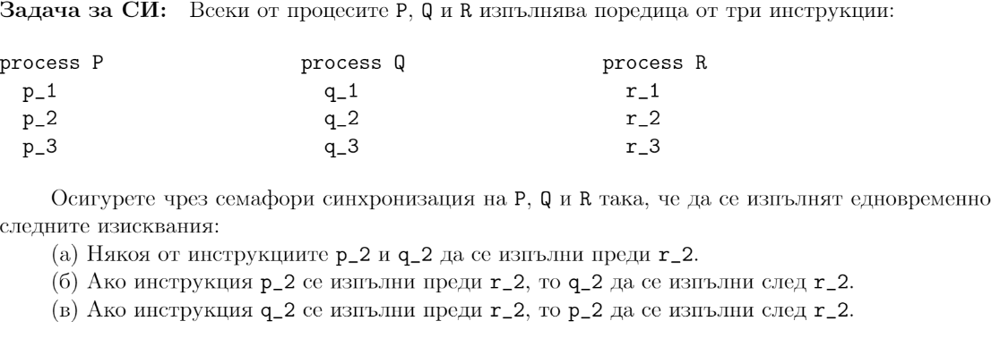 Задача за СИ: Всеки от процесите P, Q и R изпълнява поредица от три инструкции:
process P process Q process R
p_1 q_1 r_1
p_2 q_2 r_2
p_3 q_3 r_3
Осигурете чрез семафори синхронизация на P, Q и R така, че да се изпълнят едновременно
следните изисквания:
(а) Някоя от инструкциите p_2 и q_2 да се изпълни преди r_2.
(б) Ако инструкция p_2 се изпълни преди r_2, то q_2 да се изпълни след r_2.
(в) Ако инструкция q_2 се изпълни преди r_2, то p_2 да се изпълни след r_2.